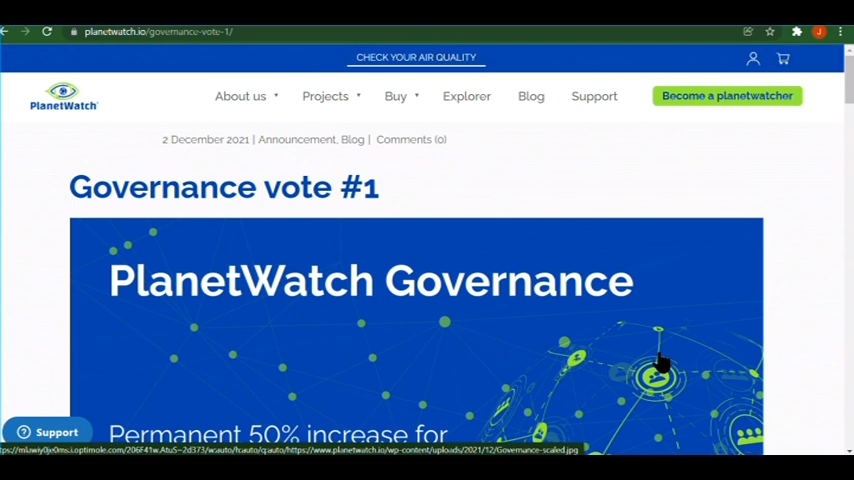 planetwatch.io/governance-vote-1/
J
CHECK YOUR AIR QUALITY
PlanetWatch
About us
Projects
Buy
Explorer
Blog
Support
Become a planetwatcher
2 December 2021 | Announcement, Blog | Comments (0)
Governance vote #1
PlanetWatch Governance
Permanent 50% increase for
Support